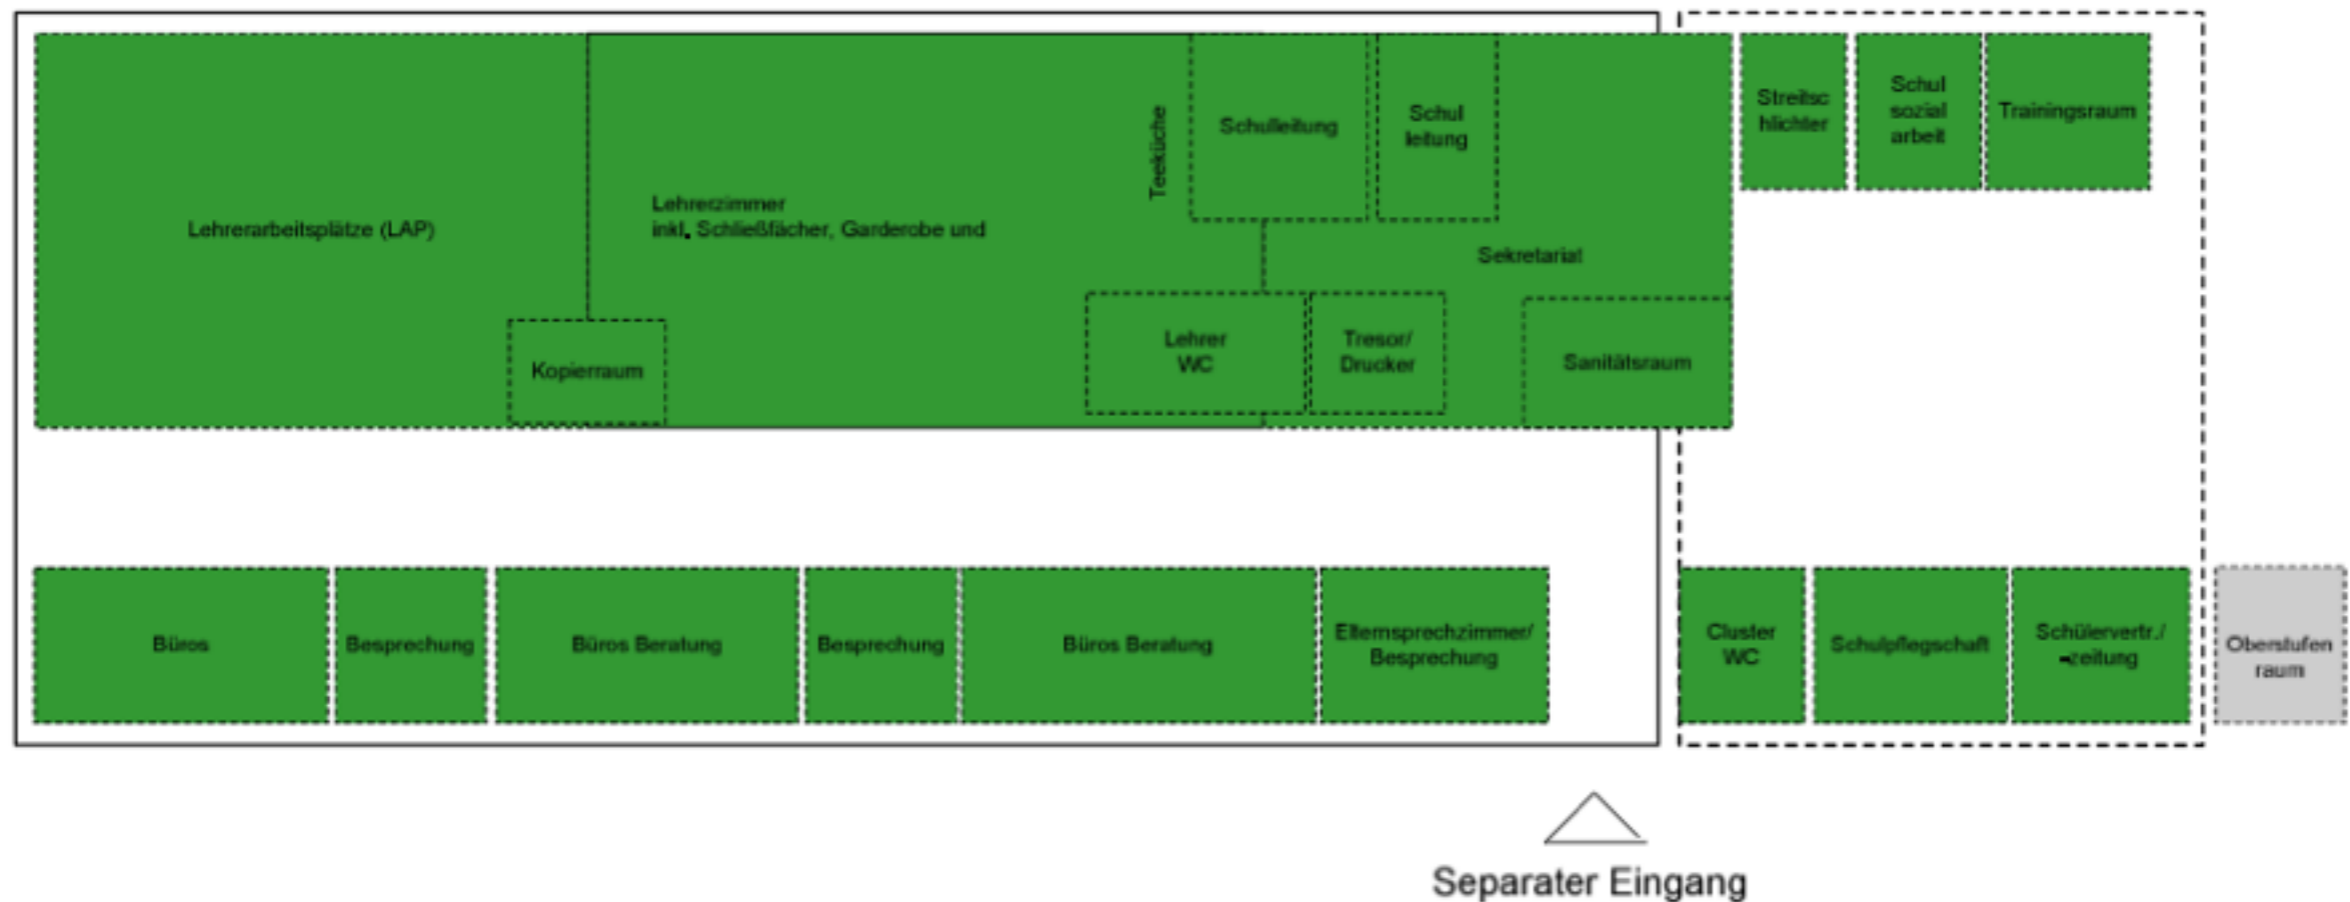 Lehrerarbeitsplätze (LAP)
Lehrerzimmer
inkl. Schließfächer, Garderobe und
Teeküche
Schulleitung
Schul
leitung
Sekretariat
Kopierraum
Lehrer
WC
Tresor/
Drucker
Sanitätsraum
Streitsc
hlichter
Schul
sozial
arbeit
Trainingsraum
Büros
Besprechung
Büros Beratung
Besprechung
Büros Beratung
Elternsprechzimmer/
Besprechung
Cluster
WC
Schulpflegschaft
Schülervertr./
-zeitung
Oberstufen
raum
Separater Eingang